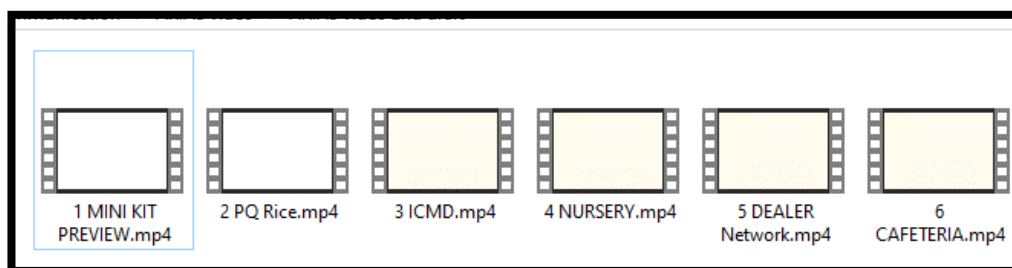 1 MINI KIT
PREVIEW.mp4
2 PQ Rice.mp4
3 ICMD.mp4
4 NURSERY.mp4
5 DEALER
Network.mp4
6
CAFETERIA.mp4